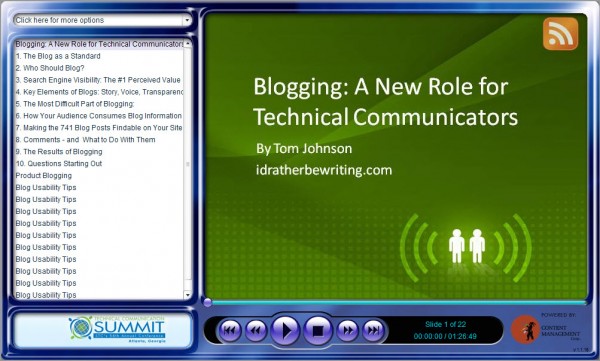 Click here for more options
Blogging: A New Role for Technical Communicators
1. The Blog as a Standard
2. Who Should Blog?
3. Search Engine Visibility: The #1 Perceived Value
4. Key Elements of Blogs: Story, Voice, Transparenc
5. The Most Difficult Part of Blogging:
6. How Your Audience Consumes Blog Information
7. Making the 741 Blog Posts Findable on Your Site
8. Comments - and What to Do With Them
9. The Results of Blogging
10. Questions Starting Out
Product Blogging
Blog Usability Tips
Blog Usability Tips
Blog Usability Tips
Blog Usability Tips
Blog Usability Tips
Blog Usability Tips
Blog Usability Tips
Blog Usability Tips
Blog Usability Tips
Blog Usability Tips
Blogging: A New Role for
Technical Communicators
By Tom Johnson
idratherbewriting.com
TECHNICAL COMMUNICATION
SUMMIT
Atlanta, Georgia
Slide 1 of 22
00:00:00 / 01:26:49
POWERED BY
CONTENT
MANAGEMENT